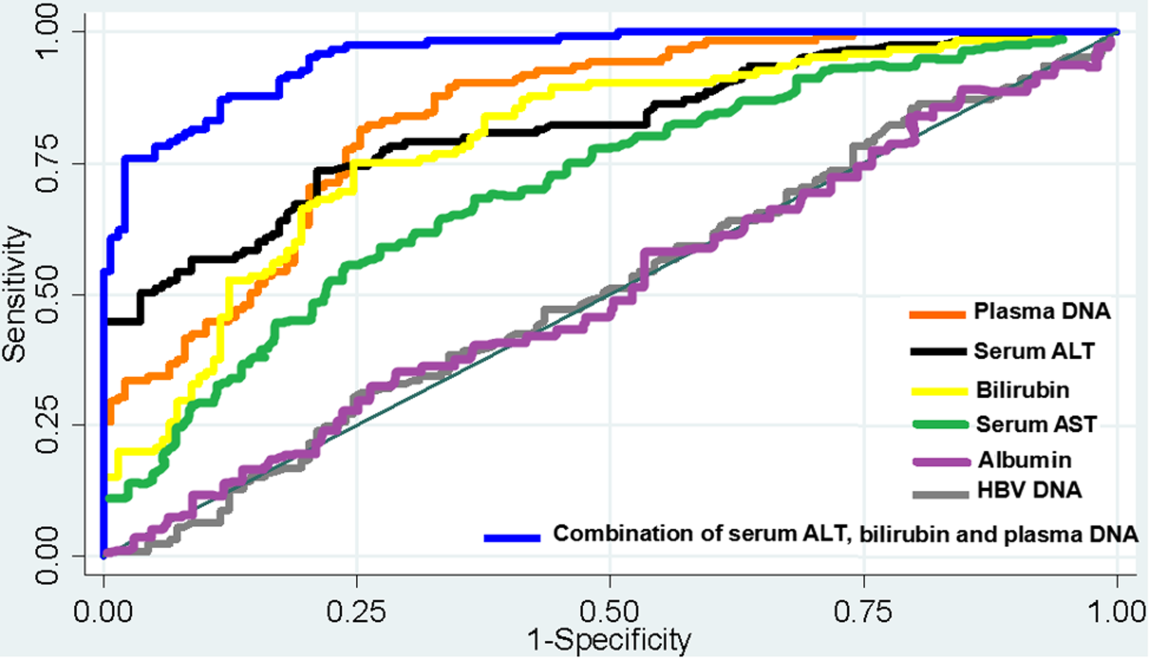 Sensitivity
1.00
0.75
0.50
0.25
0.00
Plasma DNA
Serum ALT
Bilirubin
Serum AST
Albumin
HBV DNA
Combination of serum ALT, bilirubin and plasma DNA
0.00 0.25 0.50 0.75 1.00
1-Specificity